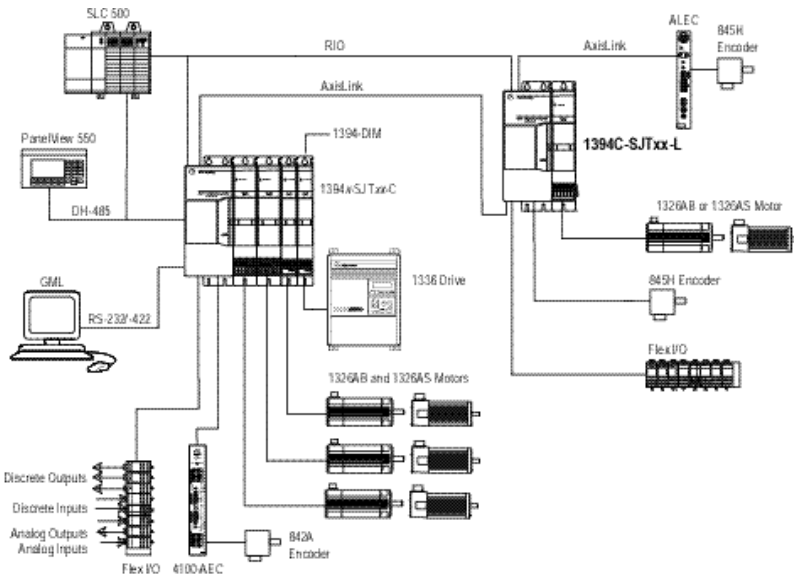 SLC 500
ALEC
845H
Encoder
RIO
AxisLink
AxisLink
PanelView 550
1394-DIM
1394C-SJTxx-L
1394x-SJTxx-C
1326AB or 1326AS Motor
DH-485
GML
1336 Drive
845H Encoder
RS-232/-422
Flex I/O
1326AB and 1326AS Motors
Discrete Outputs
Discrete Inputs
Analog Outputs
Analog Inputs
842A
Encoder
Flex I/O
4100-AEC